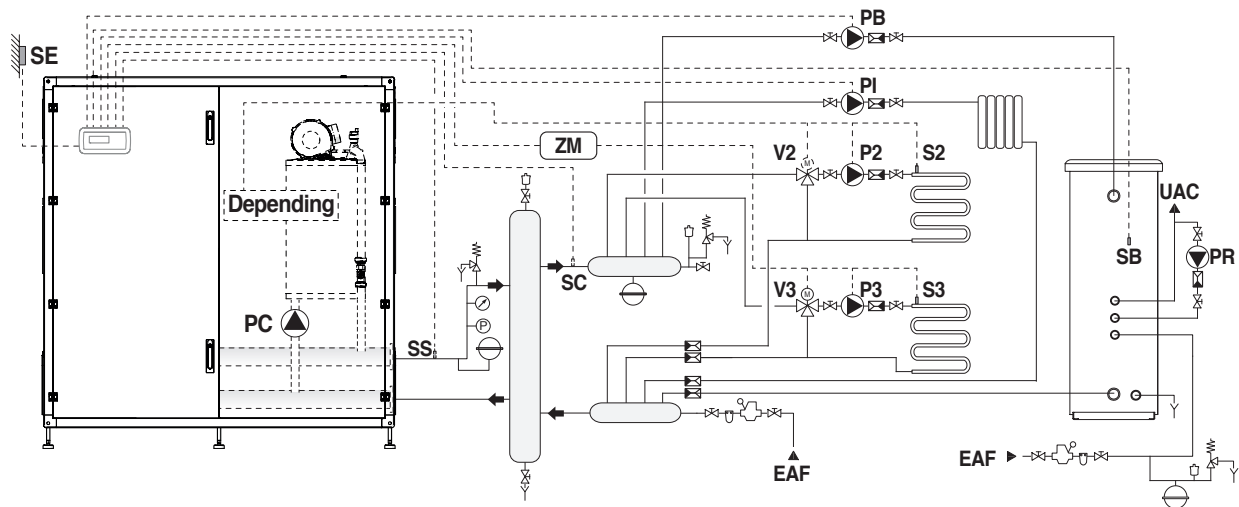 PB
SE
PI
ZM
V2
P2
S2
M
Depending
UAC
SC
SB
PR
V3
P3
S3
M
PC
P
SS
EAF
EAF